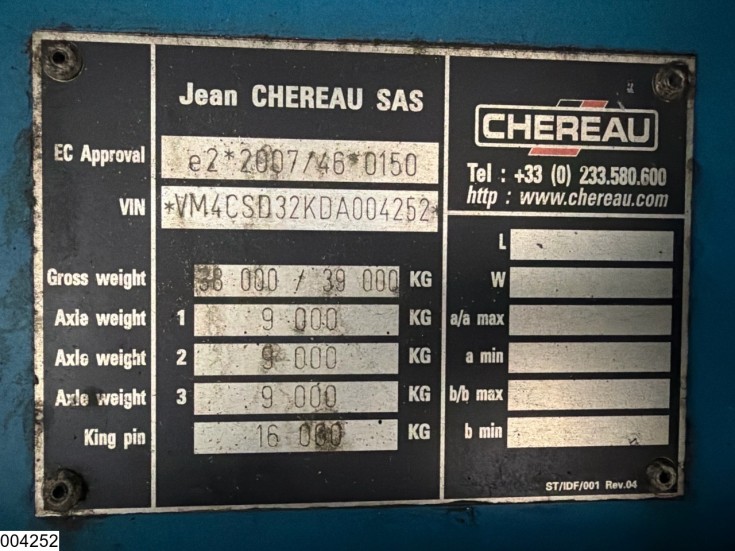 Jean CHEREAU SAS
EC Approval e2*2007/46*0150
VIN *VM4CSD32KDA004252*
Gross weight 38 000 / 39 000 KG
Axle weight 1 9 000 KG
Axle weight 2 9 000 KG
Axle weight 3 9 000 KG
King pin 16 000 KG
CHEREAU
Tel : +33 (0) 233.580.600
http : www.chereau.com
L
W
a/a max
a min
b/b max
b min
ST/IDF/001 Rev.04
004252